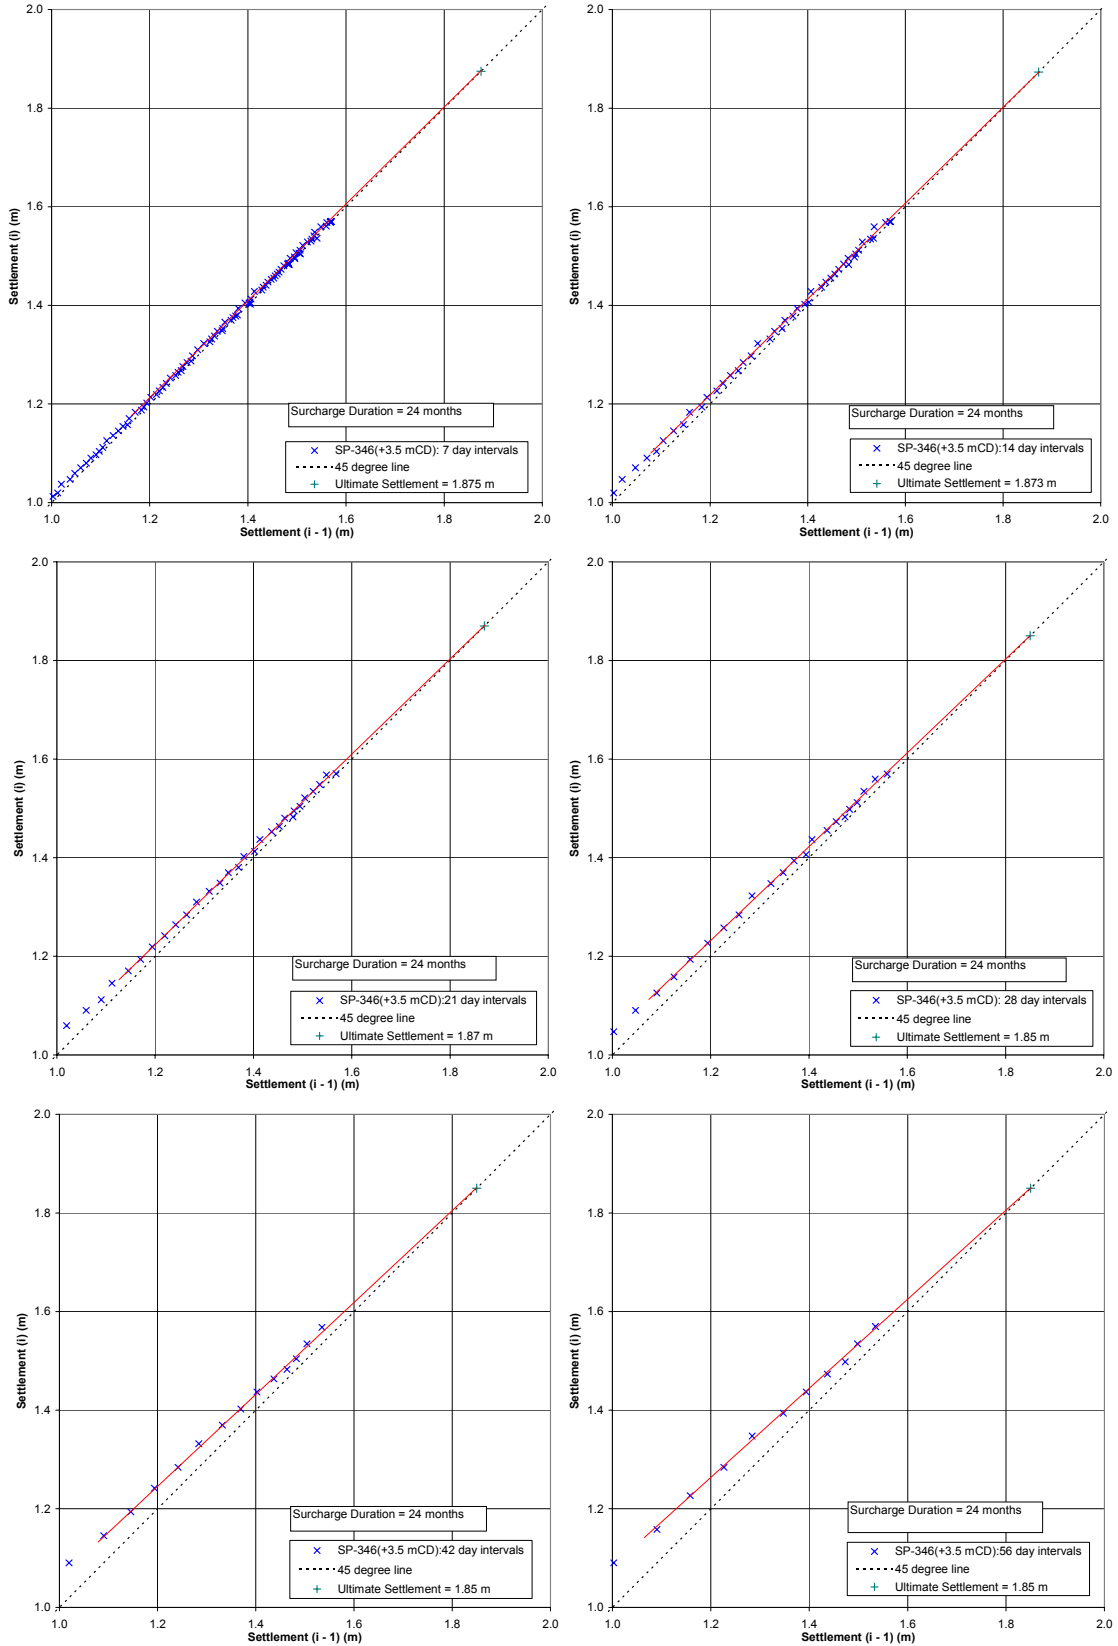 2.0
1.8
1.6
1.4
1.2
1.0
Settlement (i) (m)
Surcharge Duration = 24 months
SP-346(+3.5 mCD): 7 day intervals
45 degree line
Ultimate Settlement = 1.875 m
1.0 1.2 1.4 1.6 1.8 2.0
Settlement (i - 1) (m)
2.0
1.8
1.6
1.4
1.2
1.0
Settlement (i) (m)
Surcharge Duration = 24 months
SP-346(+3.5 mCD):14 day intervals
45 degree line
Ultimate Settlement = 1.873 m
1.0 1.2 1.4 1.6 1.8 2.0
Settlement (i - 1) (m)
2.0
1.8
1.6
1.4
1.2
1.0
Settlement (i) (m)
Surcharge Duration = 24 months
SP-346(+3.5 mCD):21 day intervals
45 degree line
Ultimate Settlement = 1.87 m
1.0 1.2 1.4 1.6 1.8 2.0
Settlement (i - 1) (m)
2.0
1.8
1.6
1.4
1.2
1.0
Settlement (i) (m)
Surcharge Duration = 24 months
SP-346(+3.5 mCD): 28 day intervals
45 degree line
Ultimate Settlement = 1.85 m
1.0 1.2 1.4 1.6 1.8 2.0
Settlement (i - 1) (m)
2.0
1.8
1.6
1.4
1.2
1.0
Settlement (i) (m)
Surcharge Duration = 24 months
SP-346(+3.5 mCD):42 day intervals
45 degree line
Ultimate Settlement = 1.85 m
1.0 1.2 1.4 1.6 1.8 2.0
Settlement (i - 1) (m)
2.0
1.8
1.6
1.4
1.2
1.0
Settlement (i) (m)
Surcharge Duration = 24 months
SP-346(+3.5 mCD):56 day intervals
45 degree line
Ultimate Settlement = 1.85 m
1.0 1.2 1.4 1.6 1.8 2.0
Settlement (i - 1) (m)